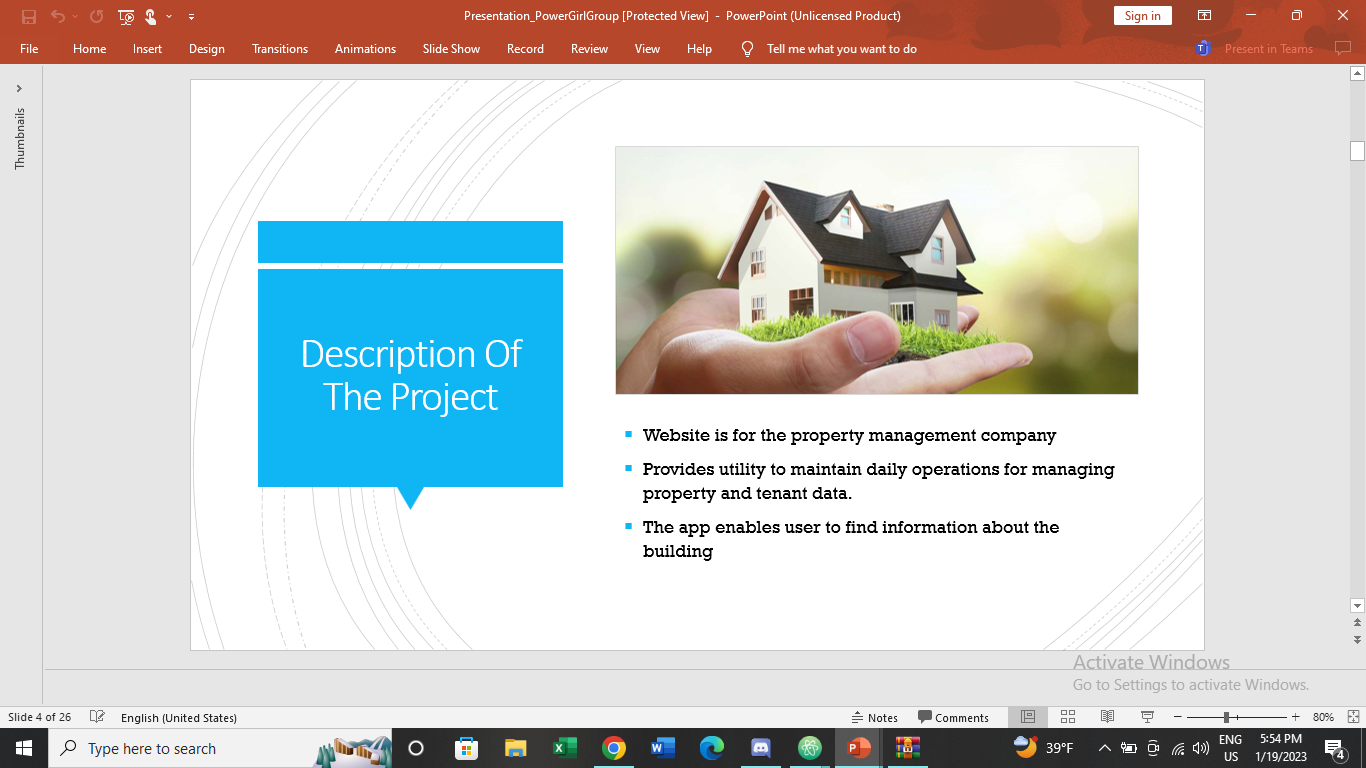 Presentation_PowerGirlGroup [Protected View]  -  PowerPoint (Unlicensed Product)
Sign in
File Home Insert Design Transitions Animations Slide Show Record Review View Help Tell me what you want to do
Present in Teams
Thumbnails
Description Of
The Project
Website is for the property management company
Provides utility to maintain daily operations for managing
property and tenant data.
The app enables user to find information about the
building
Activate Windows
Go to Settings to activate Windows.
Slide 4 of 26 English (United States) Notes Comments 80%
Type here to search
39°F
ENG
US
5:54 PM
1/19/2023
4